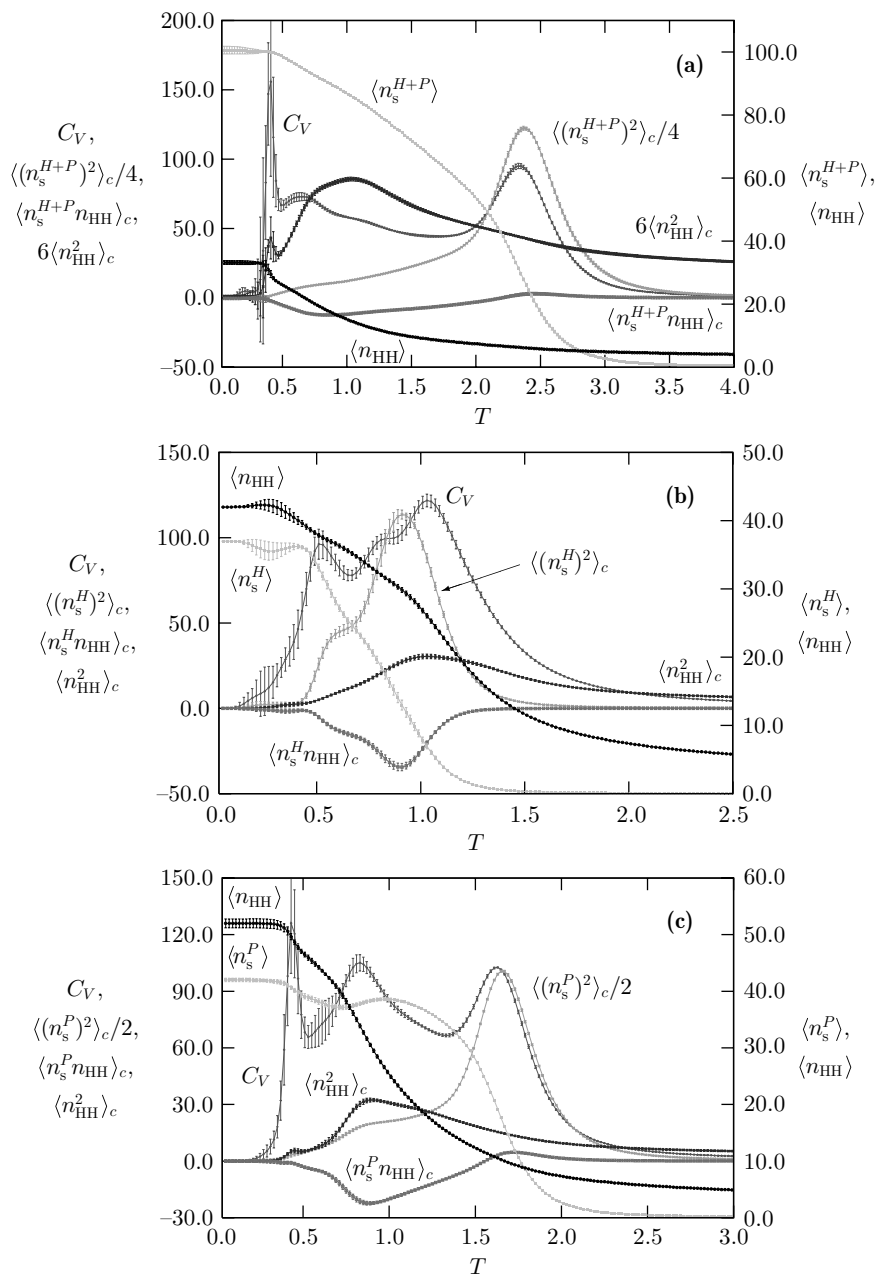 200.0
150.0
100.0
50.0
0.0
−50.0
100.0
80.0
60.0
40.0
20.0
0.0
0.0 0.5 1.0 1.5 2.0 2.5 3.0 3.5 4.0
T
(a)
C_V,
⟨(n_s^{H+P})^2⟩_c/4,
⟨n_s^{H+P} n_HH⟩_c,
6⟨n_HH^2⟩_c
⟨n_s^{H+P}⟩,
⟨n_HH⟩
⟨n_s^{H+P}⟩
C_V
⟨(n_s^{H+P})^2⟩_c/4
6⟨n_HH^2⟩_c
⟨n_s^{H+P} n_HH⟩_c
⟨n_HH⟩
150.0
100.0
50.0
0.0
−50.0
50.0
40.0
30.0
20.0
10.0
0.0
0.0 0.5 1.0 1.5 2.0 2.5
T
(b)
C_V,
⟨(n_s^H)^2⟩_c,
⟨n_s^H n_HH⟩_c,
⟨n_HH^2⟩_c
⟨n_s^H⟩,
⟨n_HH⟩
⟨n_HH⟩
C_V
⟨n_s^H⟩
⟨(n_s^H)^2⟩_c
⟨n_HH^2⟩_c
⟨n_s^H n_HH⟩_c
150.0
120.0
90.0
60.0
30.0
0.0
−30.0
60.0
50.0
40.0
30.0
20.0
10.0
0.0
0.0 0.5 1.0 1.5 2.0 2.5 3.0
T
(c)
C_V,
⟨(n_s^P)^2⟩_c/2,
⟨n_s^P n_HH⟩_c,
⟨n_HH^2⟩_c
⟨n_s^P⟩,
⟨n_HH⟩
⟨n_HH⟩
⟨n_s^P⟩
⟨(n_s^P)^2⟩_c/2
C_V
⟨n_HH^2⟩_c
⟨n_s^P n_HH⟩_c